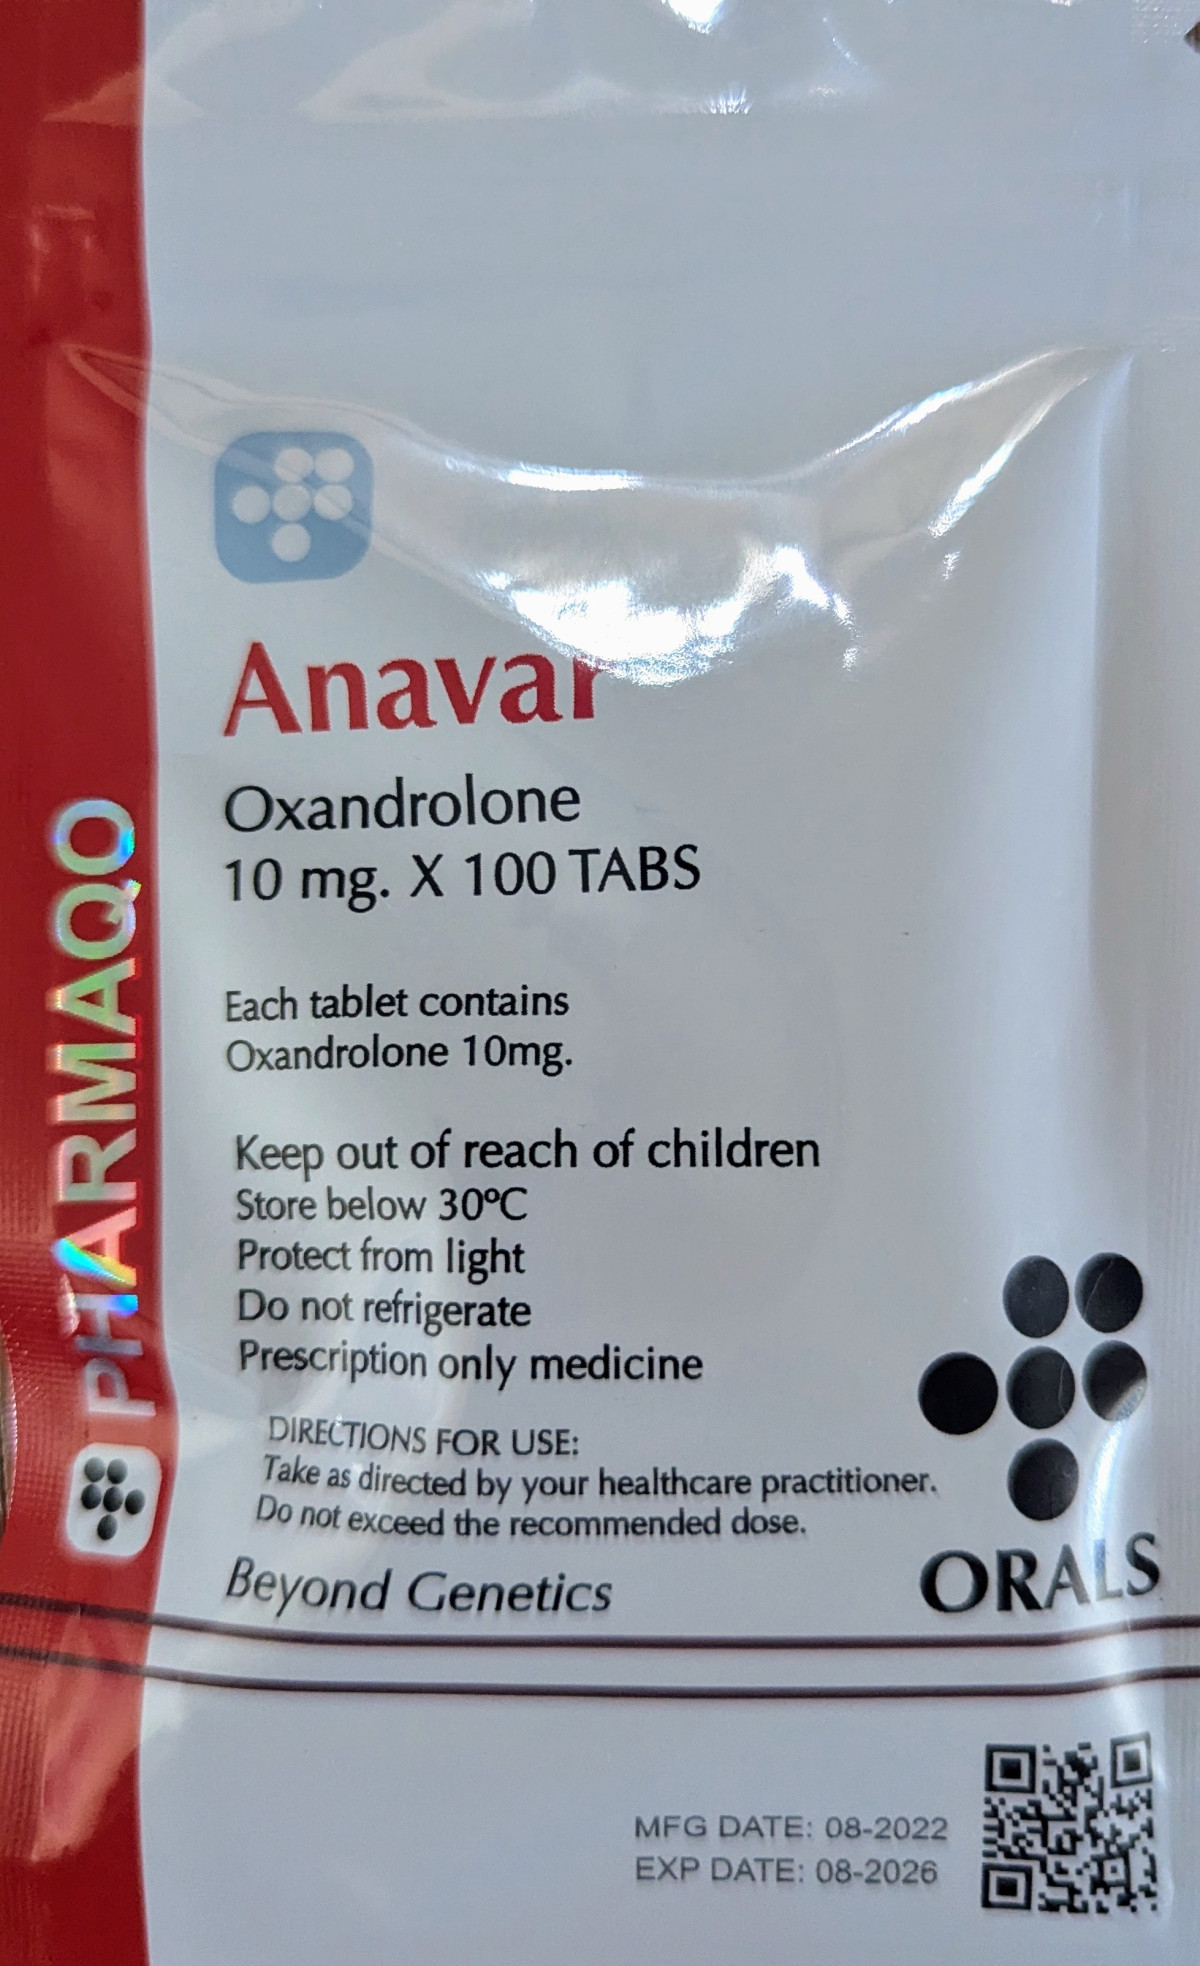 PHARMAQO
Anavar
Oxandrolone
10 mg. X 100 TABS
Each tablet contains
Oxandrolone 10mg.
Keep out of reach of children
Store below 30ºC
Protect from light
Do not refrigerate
Prescription only medicine
DIRECTIONS FOR USE:
Take as directed by your healthcare practitioner.
Do not exceed the recommended dose.
Beyond Genetics
ORALS
MFG DATE: 08-2022
EXP DATE: 08-2026